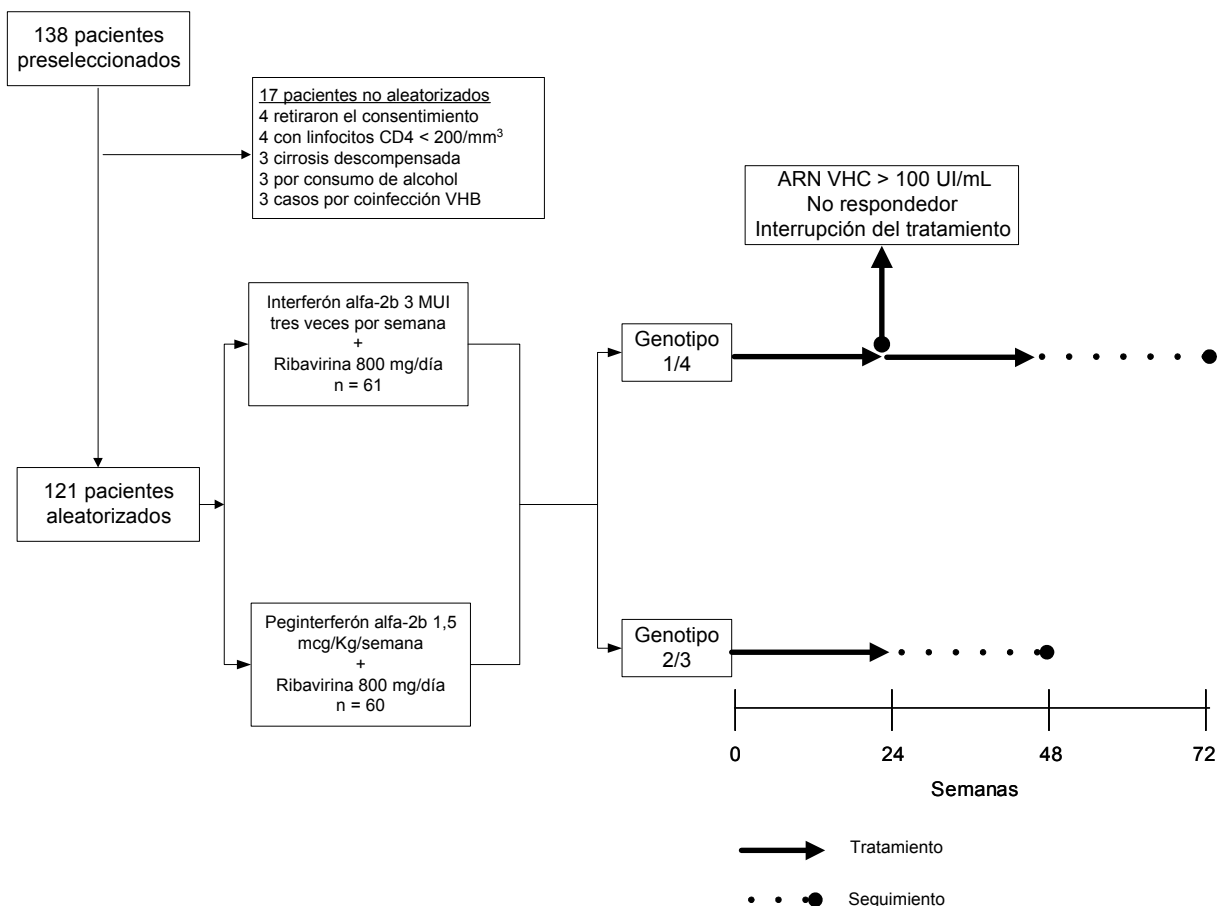 138 pacientes
preseleccionados
17 pacientes no aleatorizados
4 retiraron el consentimiento
4 con linfocitos CD4 < 200/mm³
3 cirrosis descompensada
3 por consumo de alcohol
3 casos por coinfección VHB
ARN VHC > 100 UI/mL
No respondedor
Interrupción del tratamiento
Interferón alfa-2b 3 MUI
tres veces por semana
+
Ribavirina 800 mg/día
n = 61
Genotipo
1/4
121 pacientes
aleatorizados
Peginterferón alfa-2b 1,5
mcg/Kg/semana
+
Ribavirina 800 mg/día
n = 60
Genotipo
2/3
0 24 48 72
Semanas
Tratamiento
Seguimiento